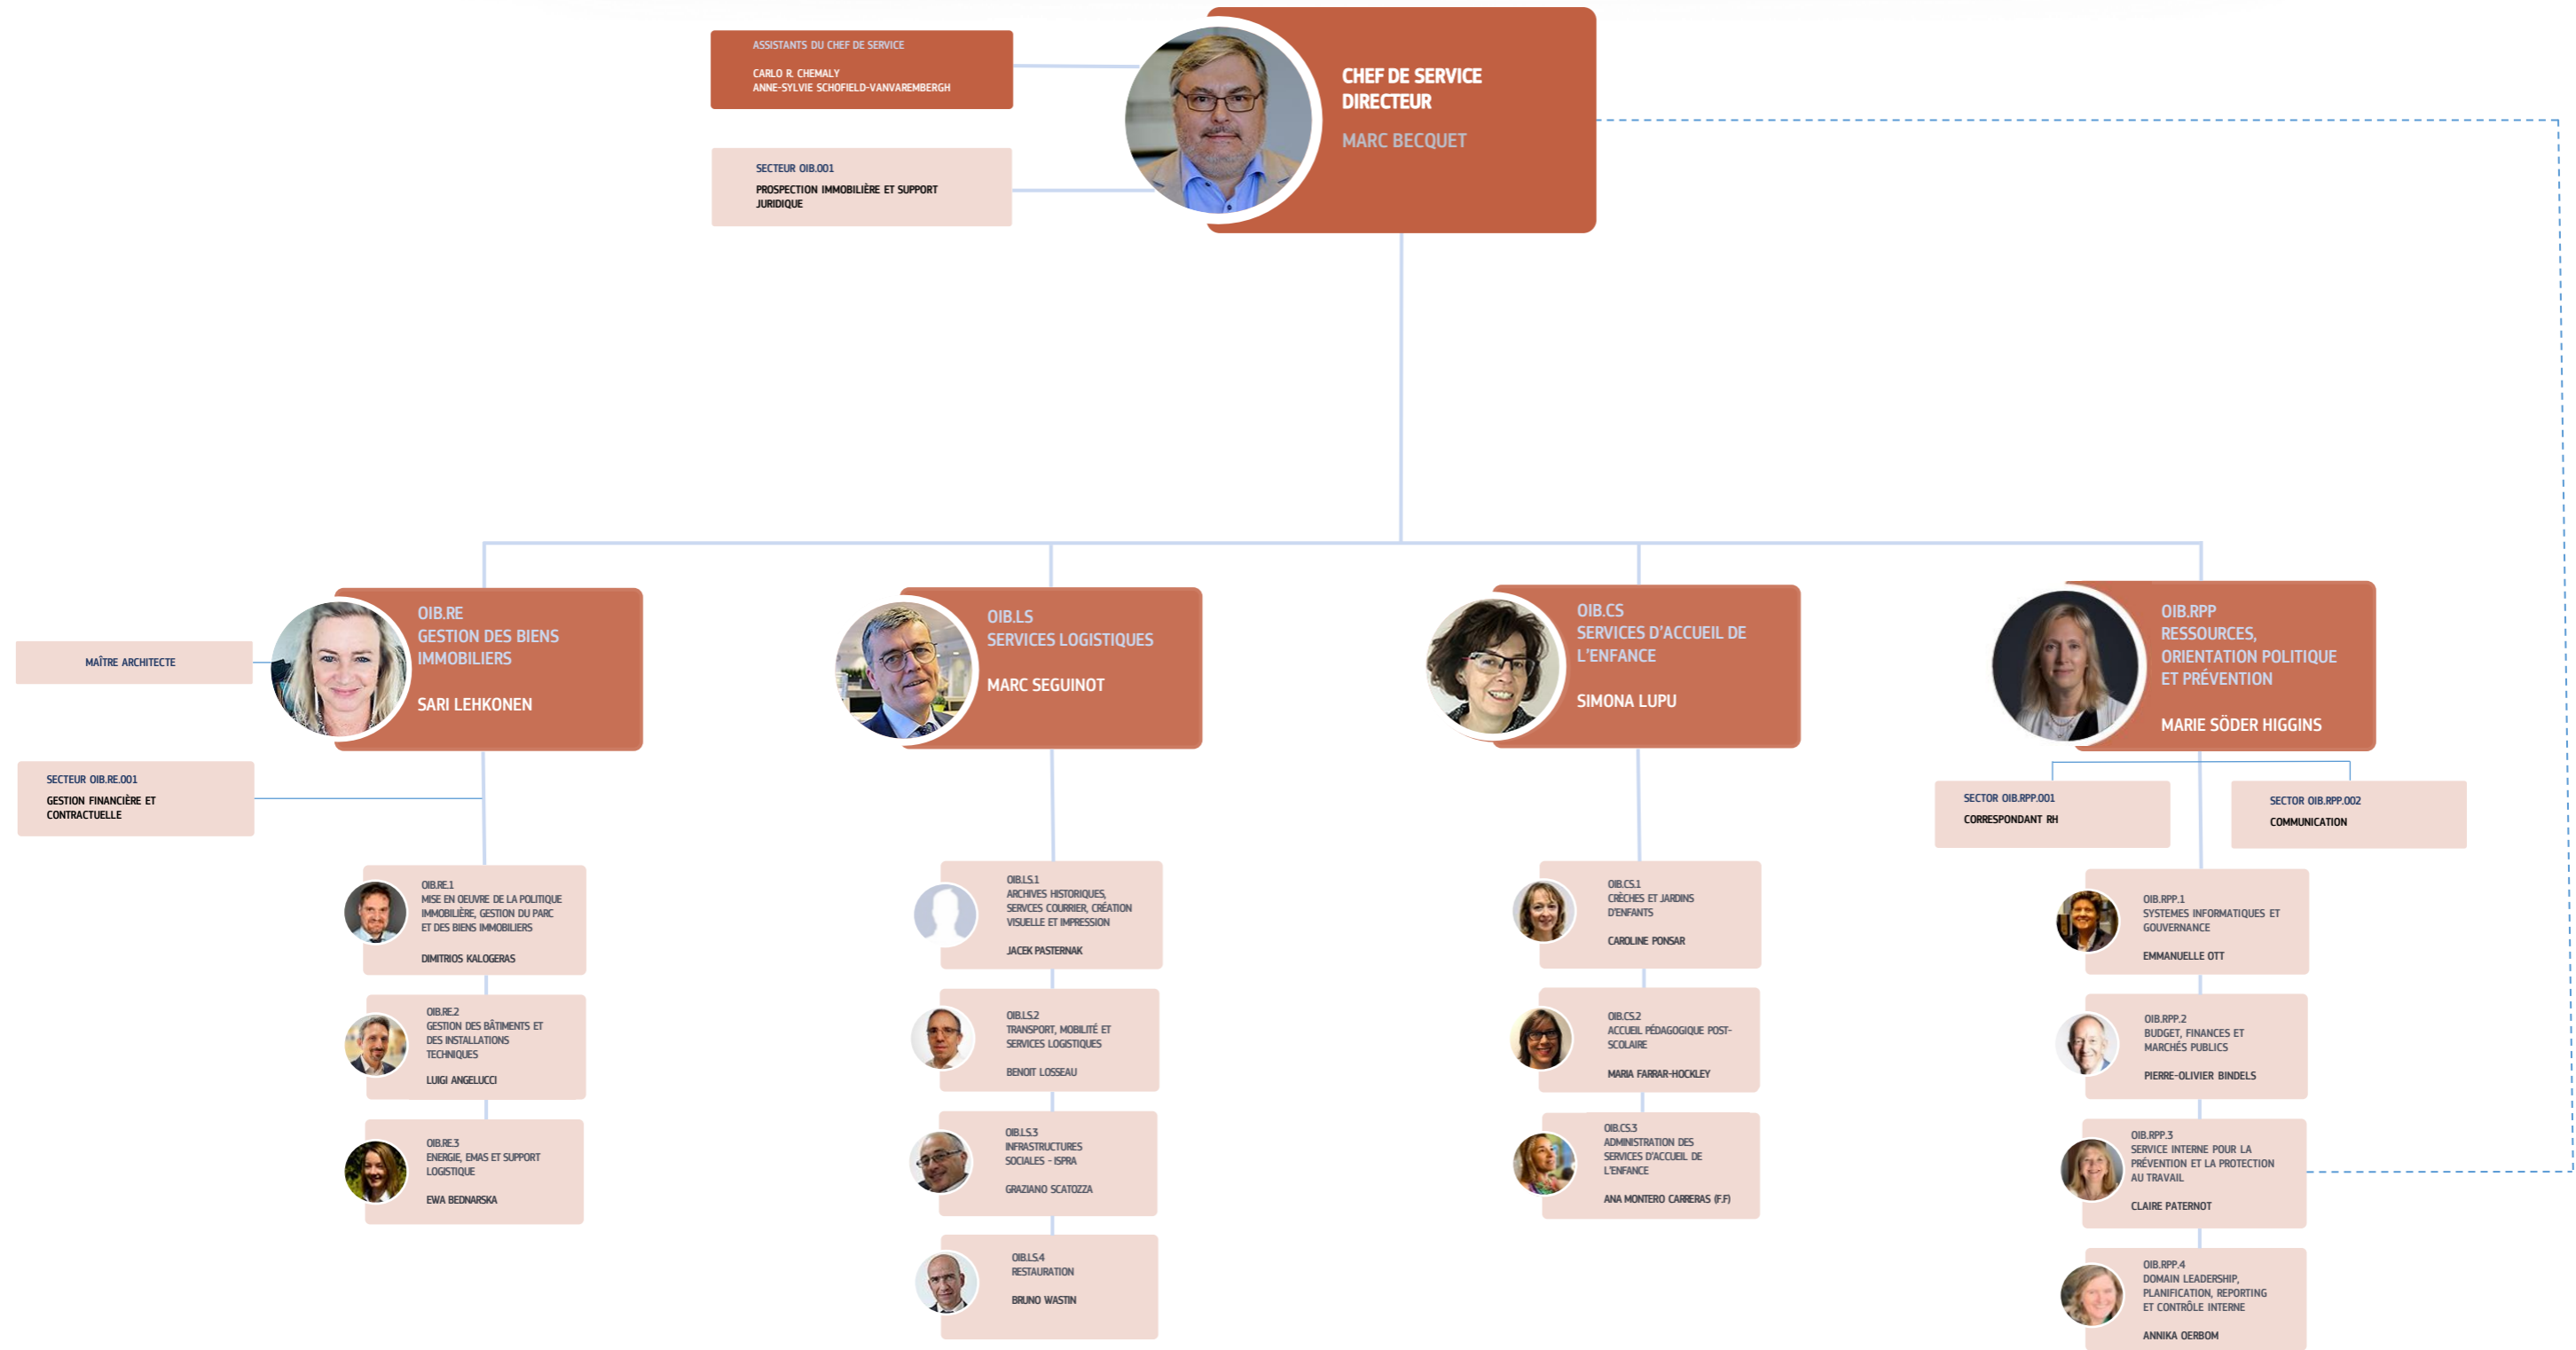 ASSISTANTS DU CHEF DE SERVICE
CARLO R. CHEMALY
ANNE-SYLVIE SCHOFIELD-VANVAREMBERGH
SECTEUR OIB.001
PROSPECTION IMMOBILIÈRE ET SUPPORT
JURIDIQUE
CHEF DE SERVICE
DIRECTEUR
MARC BECQUET
MAÎTRE ARCHITECTE
OIB.RE
GESTION DES BIENS
IMMOBILIERS
SARI LEHKONEN
SECTEUR OIB.RE.001
GESTION FINANCIÈRE ET
CONTRACTUELLE
OIB.RE.1
MISE EN OEUVRE DE LA POLITIQUE
IMMOBILIÈRE, GESTION DU PARC
ET DES BIENS IMMOBILIERS
DIMITRIOS KALOGERAS
OIB.RE.2
GESTION DES BÂTIMENTS ET
DES INSTALLATIONS
TECHNIQUES
LUIGI ANGELUCCI
OIB.RE.3
ENERGIE, EMAS ET SUPPORT
LOGISTIQUE
EWA BEDNARSKA
OIB.LS
SERVICES LOGISTIQUES
MARC SEGUINOT
OIB.LS.1
ARCHIVES HISTORIQUES,
SERVCES COURRIER, CRÉATION
VISUELLE ET IMPRESSION
JACEK PASTERNAK
OIB.LS.2
TRANSPORT, MOBILITÉ ET
SERVICES LOGISTIQUES
BENOIT LOSSEAU
OIB.LS.3
INFRASTRUCTURES
SOCIALES - ISPRA
GRAZIANO SCATOZZA
OIB.LS.4
RESTAURATION
BRUNO WASTIN
OIB.CS
SERVICES D'ACCUEIL DE
L'ENFANCE
SIMONA LUPU
OIB.CS.1
CRÈCHES ET JARDINS
D'ENFANTS
CAROLINE PONSAR
OIB.CS.2
ACCUEIL PÉDAGOGIQUE POST-
SCOLAIRE
MARIA FARRAR-HOCKLEY
OIB.CS.3
ADMINISTRATION DES
SERVICES D'ACCUEIL DE
L'ENFANCE
ANA MONTERO CARRERAS (F.F)
OIB.RPP
RESSOURCES,
ORIENTATION POLITIQUE
ET PRÉVENTION
MARIE SÖDER HIGGINS
SECTOR OIB.RPP.001
CORRESPONDANT RH
SECTOR OIB.RPP.002
COMMUNICATION
OIB.RPP.1
SYSTEMES INFORMATIQUES ET
GOUVERNANCE
EMMANUELLE OTT
OIB.RPP.2
BUDGET, FINANCES ET
MARCHÉS PUBLICS
PIERRE-OLIVIER BINDELS
OIB.RPP.3
SERVICE INTERNE POUR LA
PRÉVENTION ET LA PROTECTION
AU TRAVAIL
CLAIRE PATERNOT
OIB.RPP.4
DOMAIN LEADERSHIP,
PLANIFICATION, REPORTING
ET CONTRÔLE INTERNE
ANNIKA OERBOM